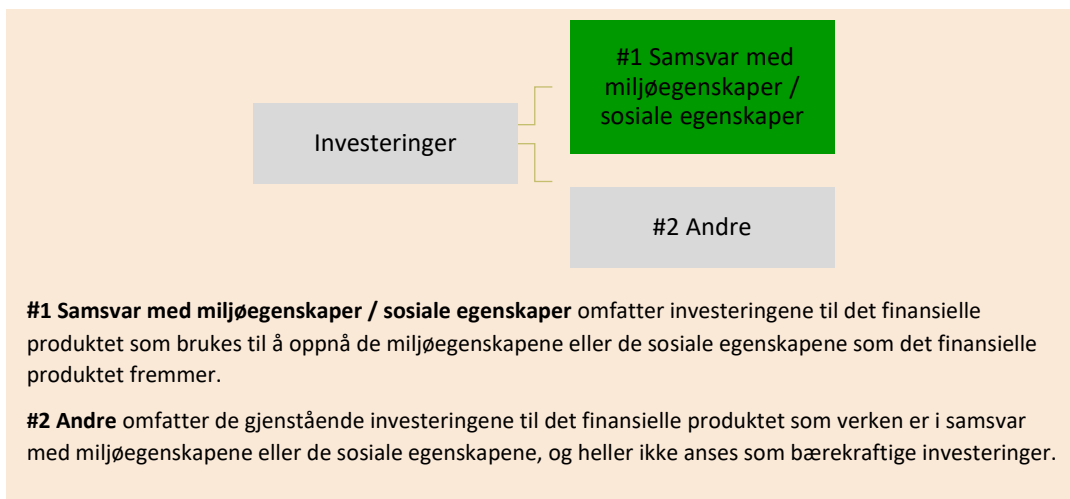 #1 Samsvar med
miljøegenskaper /
sosiale egenskaper
Investeringer
#2 Andre
#1 Samsvar med miljøegenskaper / sosiale egenskaper omfatter investeringene til det finansielle
produktet som brukes til å oppnå de miljøegenskapene eller de sosiale egenskapene som det finansielle
produktet fremmer.
#2 Andre omfatter de gjenstående investeringene til det finansielle produktet som verken er i samsvar
med miljøegenskapene eller de sosiale egenskapene, og heller ikke anses som bærekraftige investeringer.